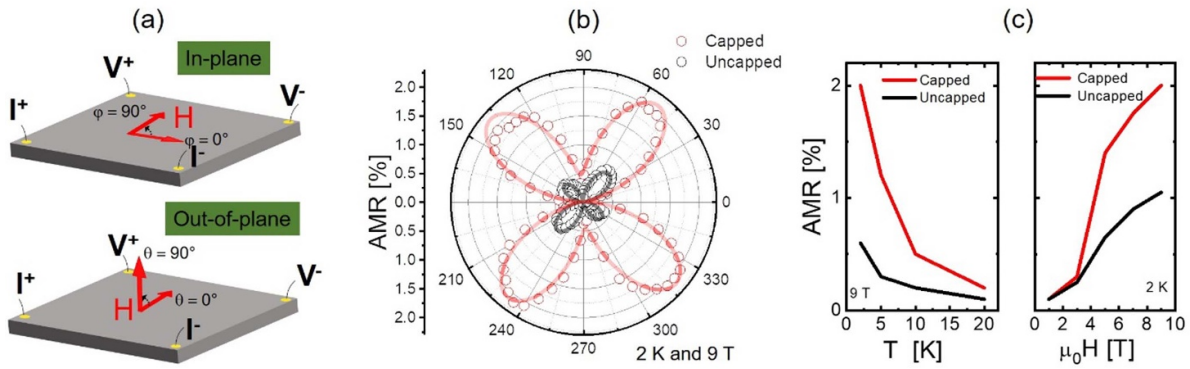 (a)
In-plane
V⁺
V⁻
I⁺
φ = 90°
H
φ = 0°
I⁻
Out-of-plane
V⁺
θ = 90°
V⁻
I⁺
θ = 0°
H
I⁻
(b)
Capped
Uncapped
AMR [%]
2.0
1.5
1.0
0.5
0.0
0.5
1.0
1.5
2.0
90
60
30
0
330
300
270
240
210
150
120
2 K and 9 T
(c)
AMR [%]
2
1
0
Capped
Uncapped
9 T
0 5 10 15 20
T [K]
Capped
Uncapped
2 K
0 2 4 6 8 10
μ₀H [T]